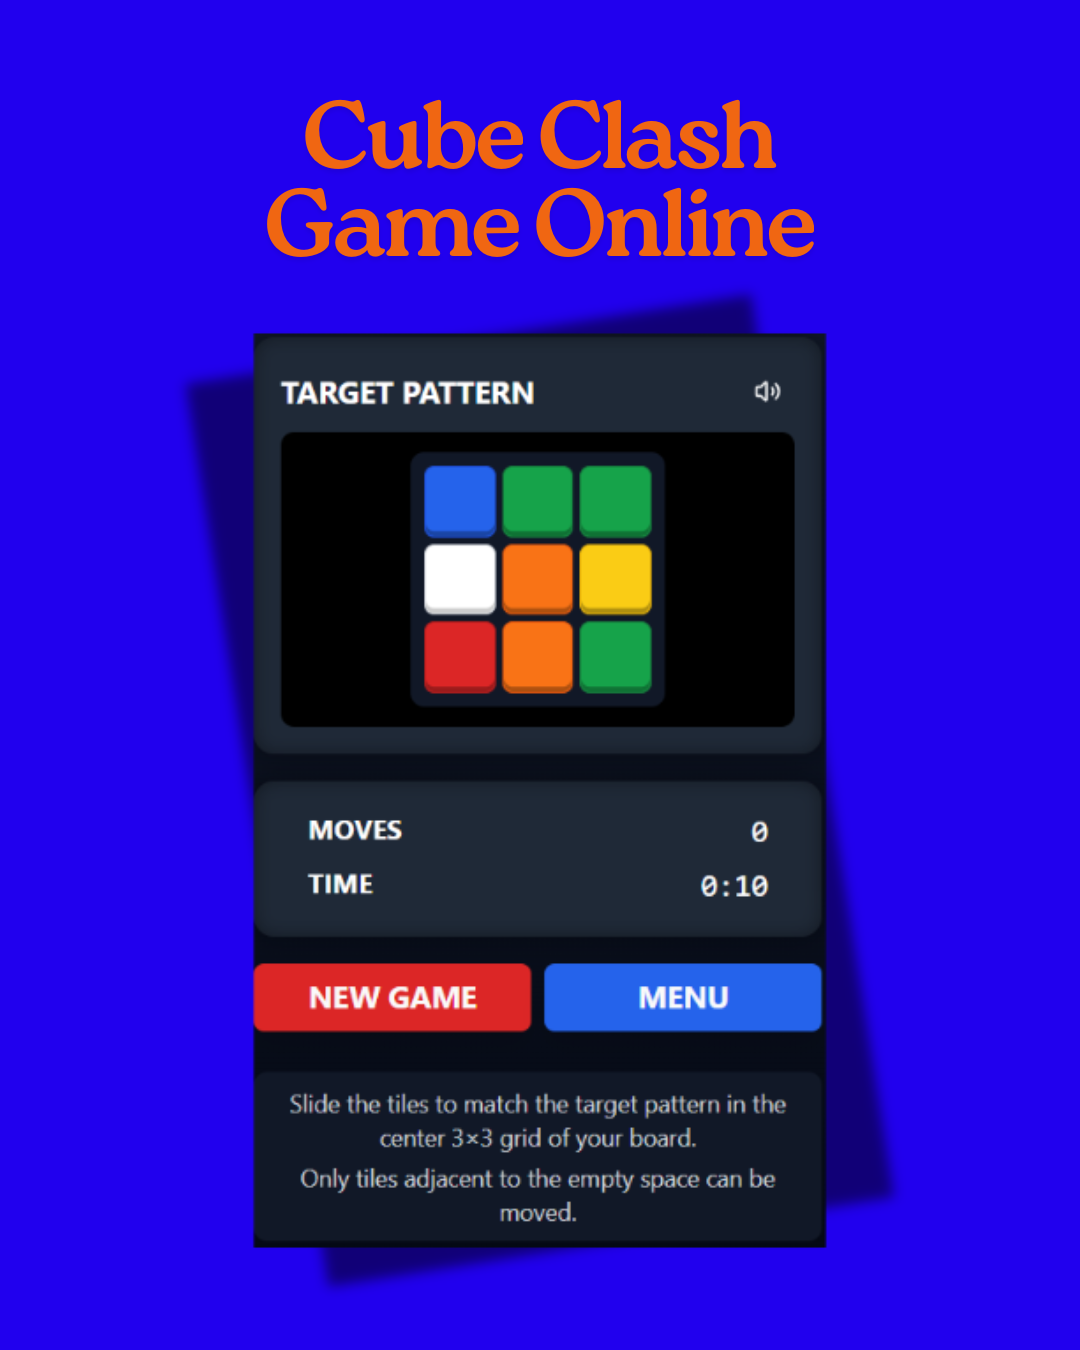 Cube Clash
Game Online
TARGET PATTERN
MOVES 0
TIME 0:10
NEW GAME MENU
Slide the tiles to match the target pattern in the
center 3×3 grid of your board.
Only tiles adjacent to the empty space can be
moved.